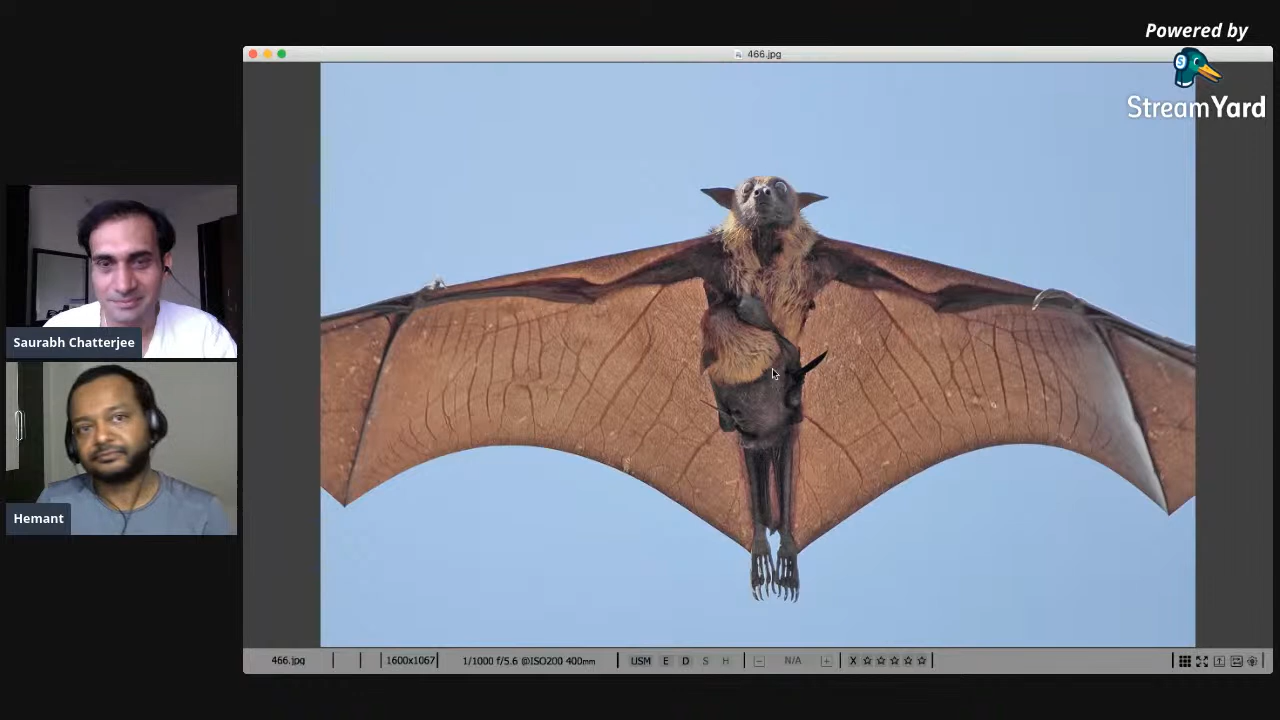 Powered by
StreamYard
466.jpg
Saurabh Chatterjee
Hemant
466.jpg 1600x1067 1/1000 f/5.6 @ISO200 400mm USM E D S H N/A X